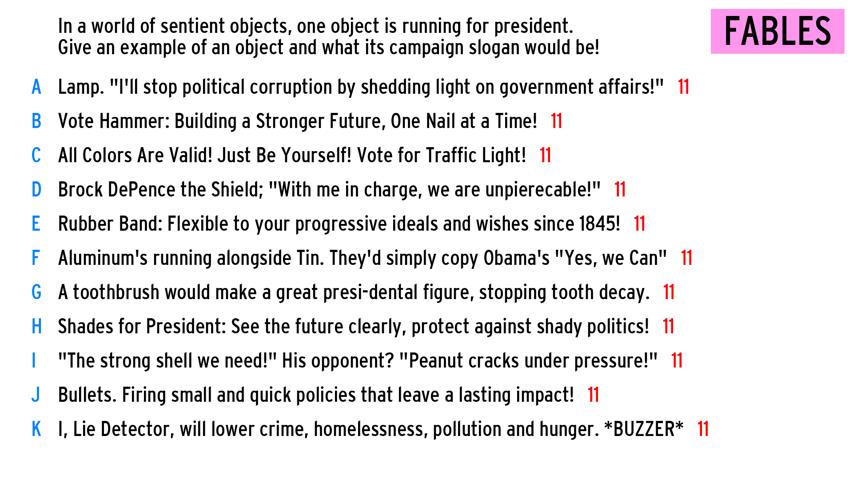 In a world of sentient objects, one object is running for president.
Give an example of an object and what its campaign slogan would be!
FABLES
A Lamp. "I'll stop political corruption by shedding light on government affairs!" 11
B Vote Hammer: Building a Stronger Future, One Nail at a Time! 11
C All Colors Are Valid! Just Be Yourself! Vote for Traffic Light! 11
D Brock DePence the Shield; "With me in charge, we are unpierecable!" 11
E Rubber Band: Flexible to your progressive ideals and wishes since 1845! 11
F Aluminum's running alongside Tin. They'd simply copy Obama's "Yes, we Can" 11
G A toothbrush would make a great presi-dental figure, stopping tooth decay. 11
H Shades for President: See the future clearly, protect against shady politics! 11
I "The strong shell we need!" His opponent? "Peanut cracks under pressure!" 11
J Bullets. Firing small and quick policies that leave a lasting impact! 11
K I, Lie Detector, will lower crime, homelessness, pollution and hunger. *BUZZER* 11